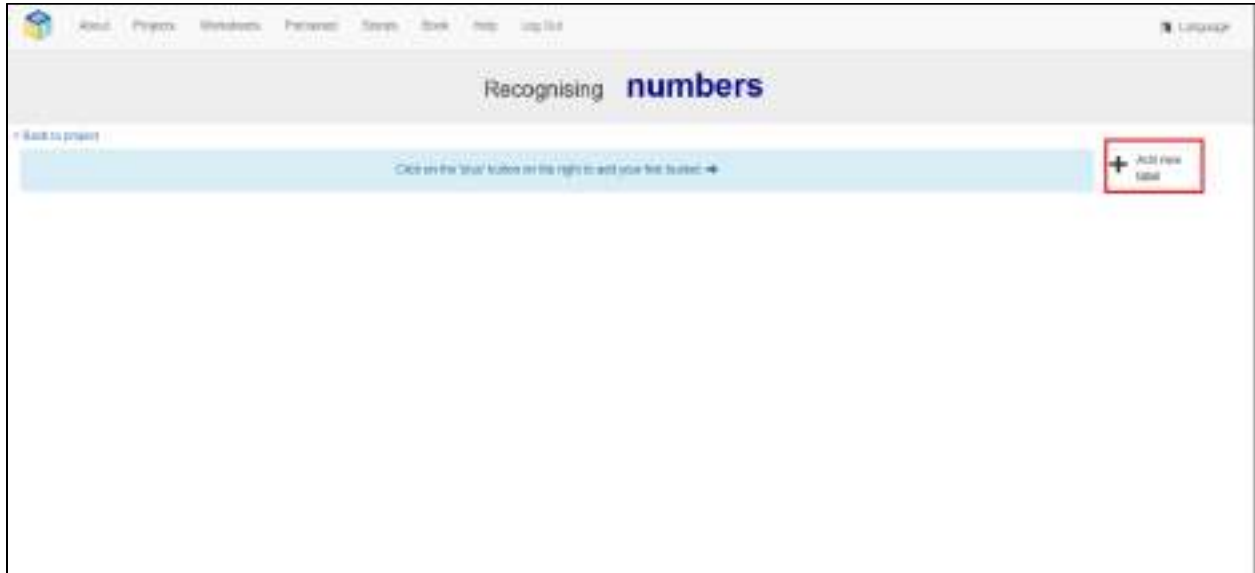 About Projects Worksheets Pretrained Stories Book Help Log Out
Language
Recognising numbers
< Back to project
Click on the 'plus' button on the right to add your first bucket. →
Add new
label